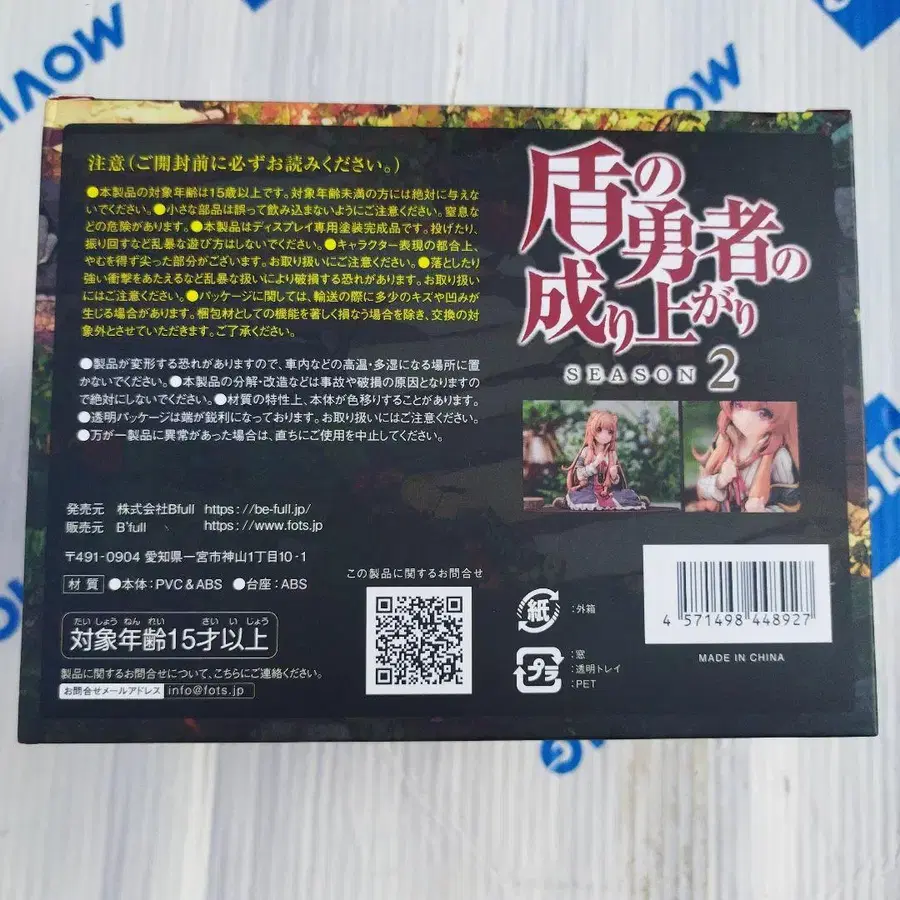 注意(ご開封前に必ずお読みください。)
●本製品の対象年齢は15歳以上です。対象年齢未満の方には絶対に与えな
いでください。●小さな部品は誤って飲み込まないようにご注意ください。窒息な
どの危険があります。●本製品はディスプレイ専用塗装完成品です。投げたり、
振り回すなど乱暴な遊び方はしないでください。●キャラクター表現の都合上、
やむを得ず尖った部分がございます。お取り扱いにご注意ください。●落としたり
強い衝撃をあたえるなど乱暴な扱いにより破損する恐れがあります。お取り扱い
にはご注意ください。●パッケージに関しては、輸送の際に多少のキズや凹みが
生じる場合があります。梱包材としての機能を著しく損なう場合を除き、交換の対
象外とさせていただきます。ご了承ください。
●製品が変形する恐れがありますので、車内などの高温・多湿になる場所に置
かないでください。●本製品の分解・改造などは事故や破損の原因となりますの
で絶対にしないでください。●材質の特性上、本体が色移りすることがあります。
●透明パッケージは端が鋭利になっております。お取り扱いにはご注意ください。
●万が一製品に異常があった場合は、直ちにご使用を中止してください。
発売元 株式会社Bfull https://be-full.jp/
販売元 B'full https://www.fots.jp
〒491-0904 愛知県一宮市神山1丁目10-1
材質 ●本体：PVC＆ABS ●台座：ABS
たいしょうねんれい さいいじょう
対象年齢15才以上
製品に関するお問合せについて、こちらにご連絡ください。
お問合せメールアドレス info@fots.jp
この製品に関するお問合せ
盾の勇者の
成り上がり
SEASON 2
紙 :外箱
プラ :窓
:透明トレイ
:PET
4 571498 448927
MADE IN CHINA
MOVING
MOVING